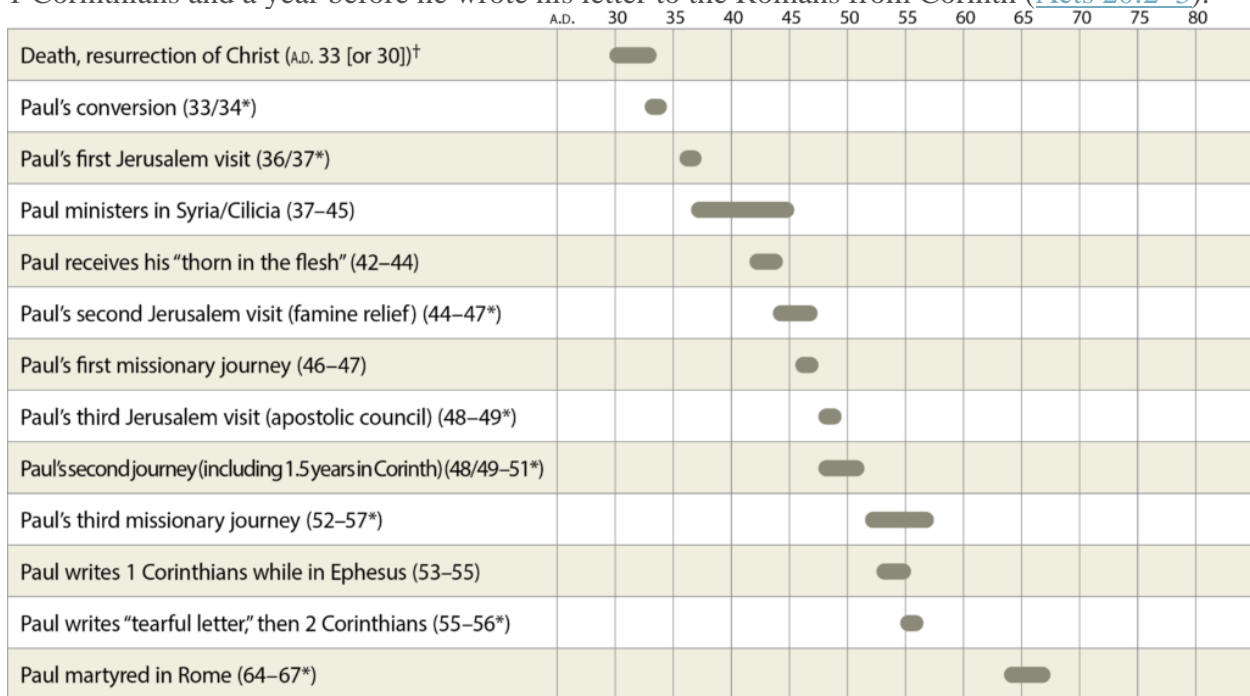 1 Corinthians and a year before he wrote his letter to the Romans from Corinth (Acts 20:2–3).
A.D. 30 35 40 45 50 55 60 65 70 75 80
Death, resurrection of Christ (A.D. 33 [or 30])†
Paul's conversion (33/34*)
Paul's first Jerusalem visit (36/37*)
Paul ministers in Syria/Cilicia (37–45)
Paul receives his “thorn in the flesh” (42–44)
Paul's second Jerusalem visit (famine relief) (44–47*)
Paul's first missionary journey (46–47)
Paul's third Jerusalem visit (apostolic council) (48–49*)
Paul's second journey (including 1.5 years in Corinth) (48/49–51*)
Paul's third missionary journey (52–57*)
Paul writes 1 Corinthians while in Ephesus (53–55)
Paul writes “tearful letter,” then 2 Corinthians (55–56*)
Paul martyred in Rome (64–67*)